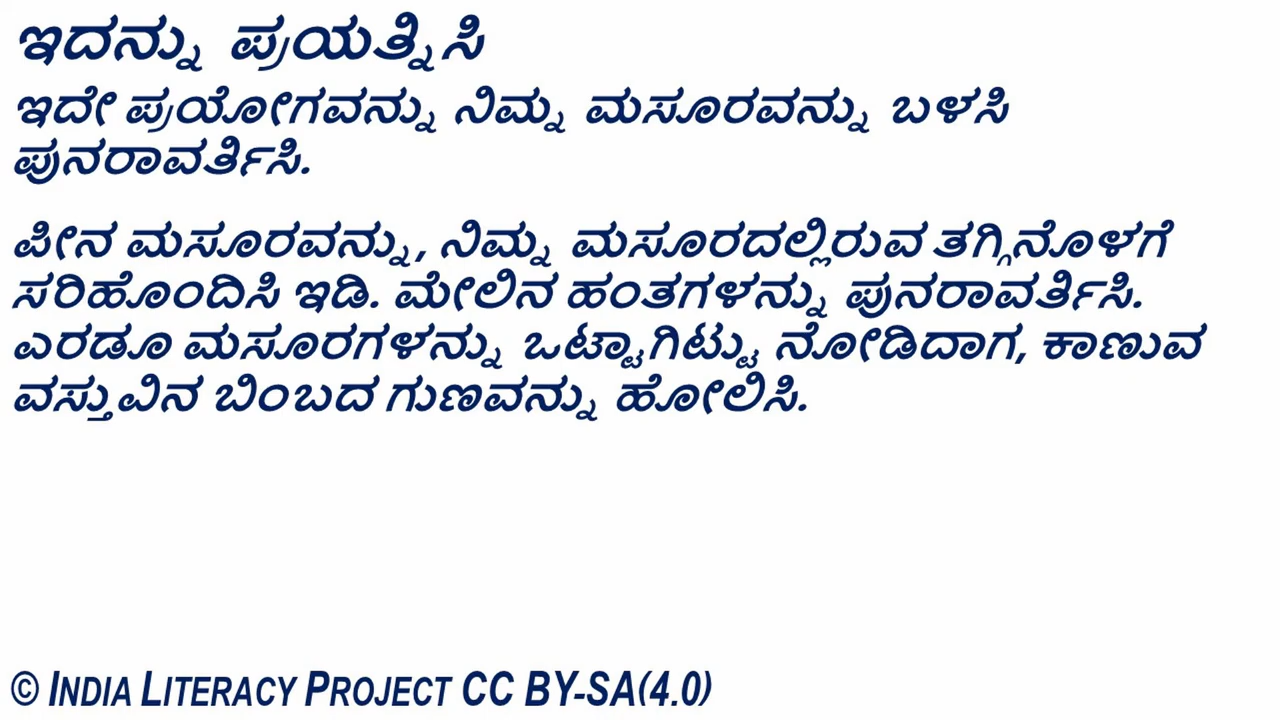 ಇದನ್ನು ಪ್ರಯತ್ನಿಸಿ
ಇದೇ ಪ್ರಯೋಗವನ್ನು ನಿಮ್ನ ಮಸೂರವನ್ನು ಬಳಸಿ
ಪುನರಾವರ್ತಿಸಿ.
ಪೀನ ಮಸೂರವನ್ನು, ನಿಮ್ನ ಮಸೂರದಲ್ಲಿರುವ ತಗ್ಗಿನೊಳಗೆ
ಸರಿಹೊಂದಿಸಿ ಇಡಿ. ಮೇಲಿನ ಹಂತಗಳನ್ನು ಪುನರಾವರ್ತಿಸಿ.
ಎರಡೂ ಮಸೂರಗಳನ್ನು ಒಟ್ಟಾಗಿಟ್ಟು ನೋಡಿದಾಗ, ಕಾಣುವ
ವಸ್ತುವಿನ ಬಿಂಬದ ಗುಣವನ್ನು ಹೋಲಿಸಿ.
© INDIA LITERACY PROJECT CC BY-SA(4.0)